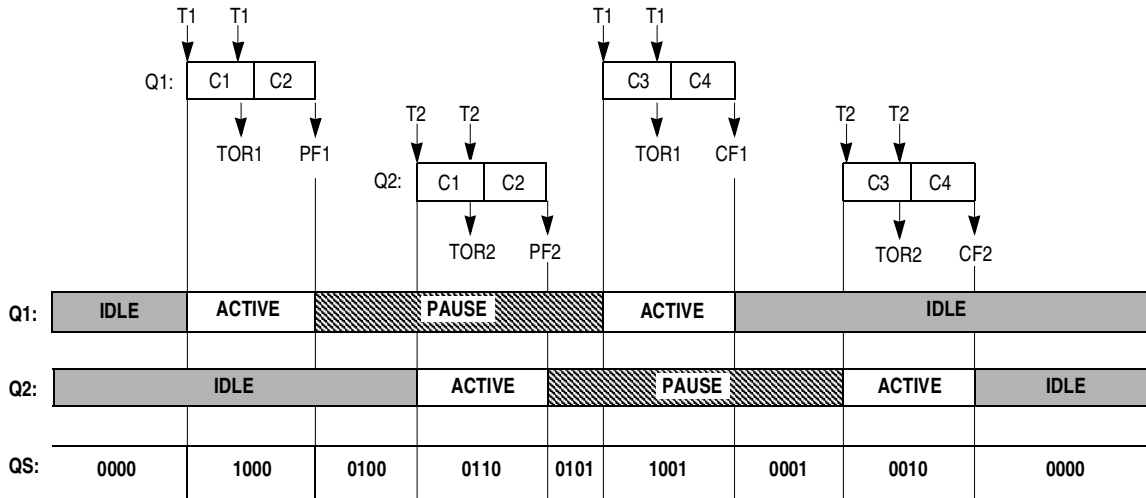 T1 T1 T1 T1
Q1: C1 C2 C3 C4
T2 T2 T2 T2
TOR1 PF1 TOR1 CF1
Q2: C1 C2 C3 C4
TOR2 PF2 TOR2 CF2
Q1: IDLE ACTIVE PAUSE ACTIVE IDLE
Q2: IDLE ACTIVE PAUSE ACTIVE IDLE
QS: 0000 1000 0100 0110 0101 1001 0001 0010 0000